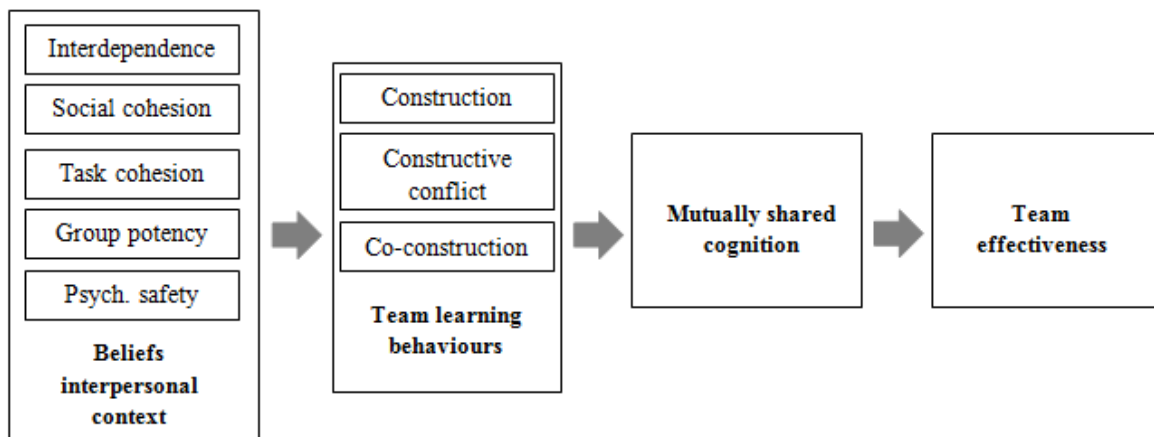 Interdependence
Social cohesion
Task cohesion
Group potency
Psych. safety
Beliefs
interpersonal
context
Construction
Constructive
conflict
Co-construction
Team learning
behaviours
Mutually shared
cognition
Team
effectiveness